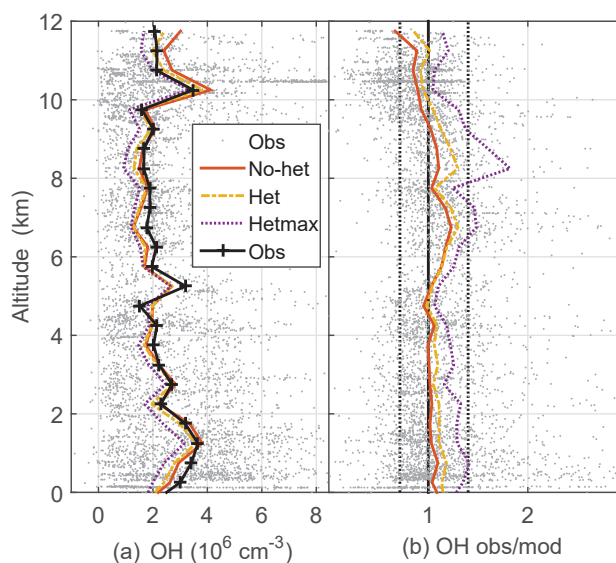 12
10
8
6
4
2
0
Altitude (km)
Obs
No-het
Het
Hetmax
Obs
0 2 4 6 8
1 2
(a) OH (10⁶ cm⁻³)
(b) OH obs/mod